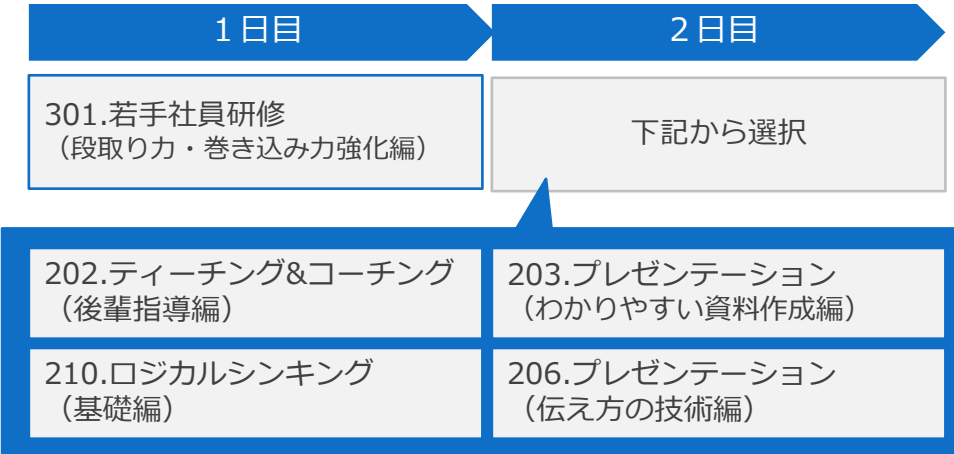 1日目
2日目
301.若手社員研修
（段取り力・巻き込み力強化編）
下記から選択
202.ティーチング&コーチング
（後輩指導編）
203.プレゼンテーション
（わかりやすい資料作成編）
210.ロジカルシンキング
（基礎編）
206.プレゼンテーション
（伝え方の技術編）